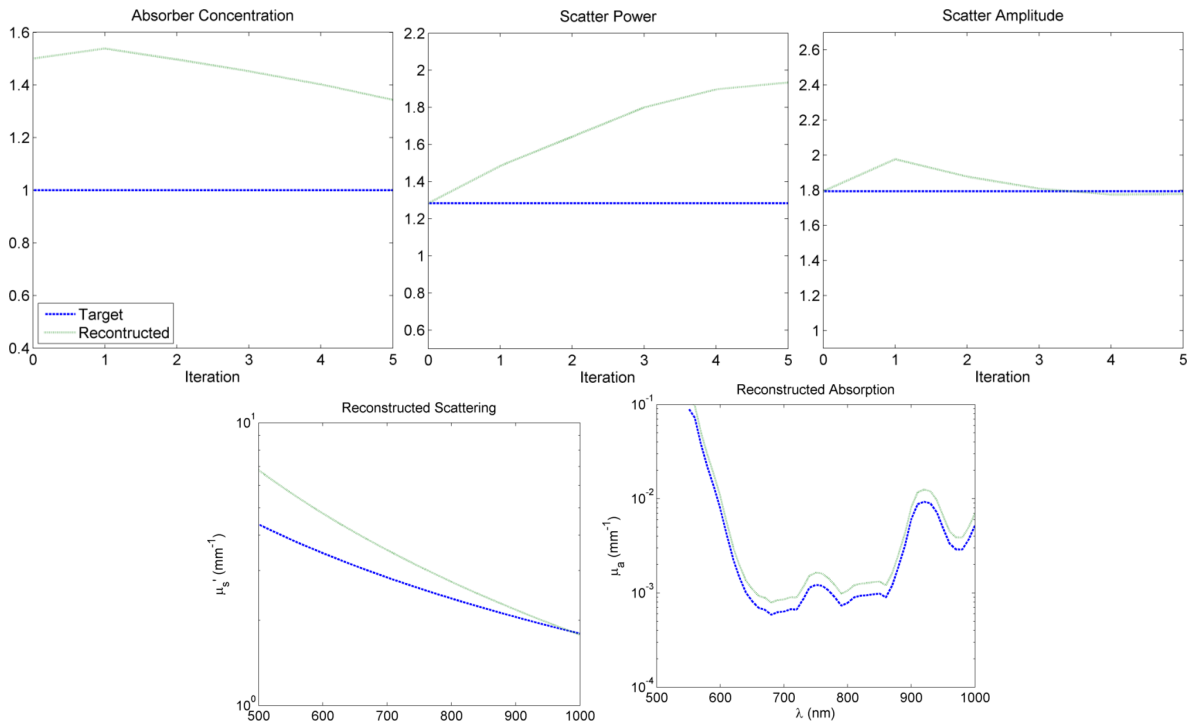 Absorber Concentration
1.6
1.4
1.2
1
0.8
0.6
0.4
0 1 2 3 4 5
Iteration
Target
Recontructed
Scatter Power
2.2
2
1.8
1.6
1.4
1.2
1
0.8
0.6
0 1 2 3 4 5
Iteration
Scatter Amplitude
2.6
2.4
2.2
2
1.8
1.6
1.4
1.2
1
0 1 2 3 4 5
Iteration
Reconstructed Scattering
10¹
μs' (mm⁻¹)
10⁰
500 600 700 800 900 1000
Reconstructed Absorption
10⁻¹
10⁻²
μa (mm⁻¹)
10⁻³
10⁻⁴
500 600 700 800 900 1000
λ (nm)